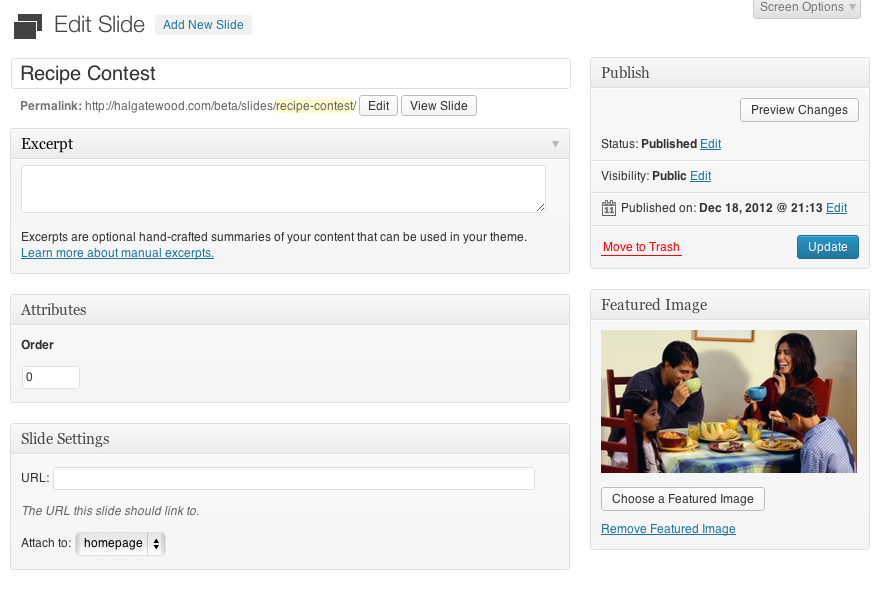 Screen Options
Edit Slide Add New Slide
Recipe Contest
Permalink: http://halgatewood.com/beta/slides/recipe-contest/ Edit View Slide
Excerpt
Excerpts are optional hand-crafted summaries of your content that can be used in your theme.
Learn more about manual excerpts.
Attributes
Order
0
Slide Settings
URL:
The URL this slide should link to.
Attach to: homepage
Publish
Preview Changes
Status: Published Edit
Visibility: Public Edit
11 Published on: Dec 18, 2012 @ 21:13 Edit
Move to Trash Update
Featured Image
Choose a Featured Image
Remove Featured Image